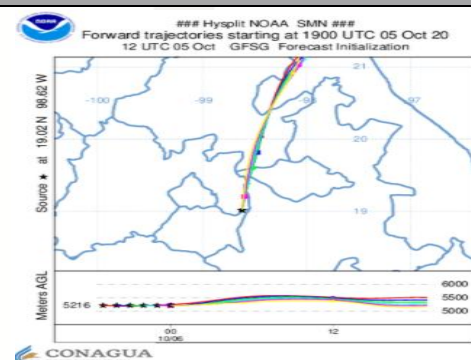 ### Hysplit NOAA SMN ###
Forward trajectories starting at 1900 UTC 05 Oct 20
12 UTC 05 Oct GFSG Forecast Initialization
Source ★ at 19.02 N 98.62 W
-100
-99
-98
-97
21
20
19
Meters AGL
5216
6000
5500
5000
00
12
10/06
CONAGUA